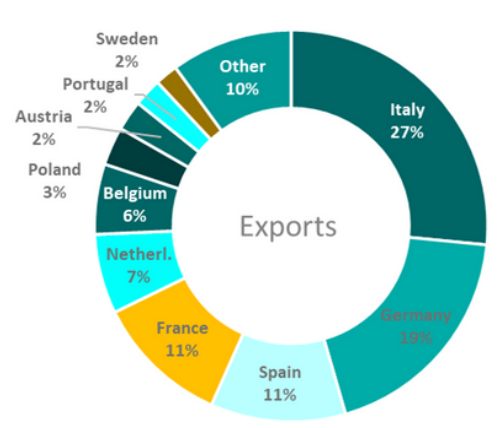 Sweden
2%
Portugal
2%
Austria
2%
Poland
3%
Belgium
6%
Netherl.
7%
France
11%
Spain
11%
Germany
19%
Italy
27%
Other
10%
Exports